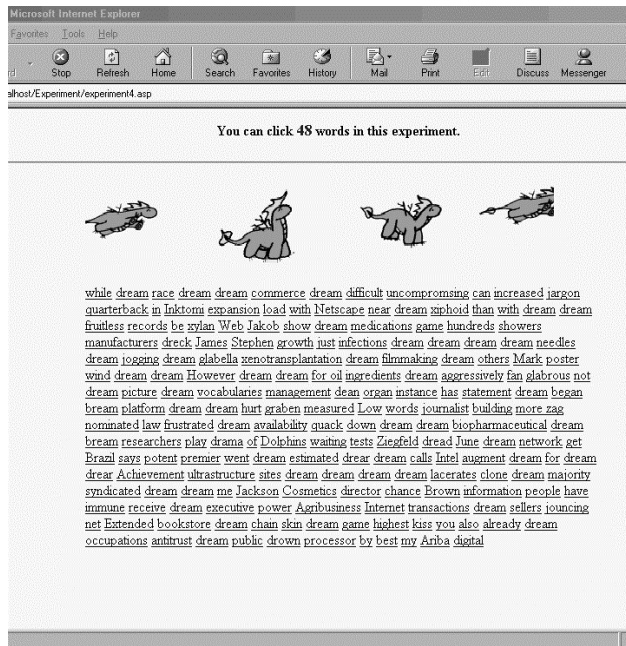 Microsoft Internet Explorer
Favorites Tools Help
rd Stop Refresh Home Search Favorites History Mail Print Edit Discuss Messenger
alhost/Experiment/experiment4.asp
You can click 48 words in this experiment.
while dream race dream dream commerce dream difficult uncompromsing can increased jargon
quarterback in Inktomi expansion load with Netscape near dream xiphoid than with dream dream
fruitless records be xylan Web Jakob show dream medications game hundreds showers
manufacturers dreck James Stephen growth just infections dream dream dream dream needles
dream jogging dream glabella xenotransplantation dream filmmaking dream others Mark poster
wind dream dream However dream dream for oil ingredients dream aggressively fan glabrous not
dream picture dream vocabularies management dean organ instance has statement dream began
bream platform dream dream hurt graben measured Low words journalist building more zag
nominated law frustrated dream availability quack down dream dream biopharmaceutical dream
bream researchers play drama of Dolphins waiting tests Ziegfeld dread June dream network get
Brazil says potent premier went dream estimated drear dream calls Intel augment dream for dream
drear Achievement ultrastructure sites dream dream dream dream lacerates clone dream majority
syndicated dream dream me Jackson Cosmetics director chance Brown information people have
immune receive dream executive power Agribusiness Internet transactions dream sellers jouncing
net Extended bookstore dream chain skin dream game highest kiss you also already dream
occupations antitrust dream public drown processor by best my Ariba digital